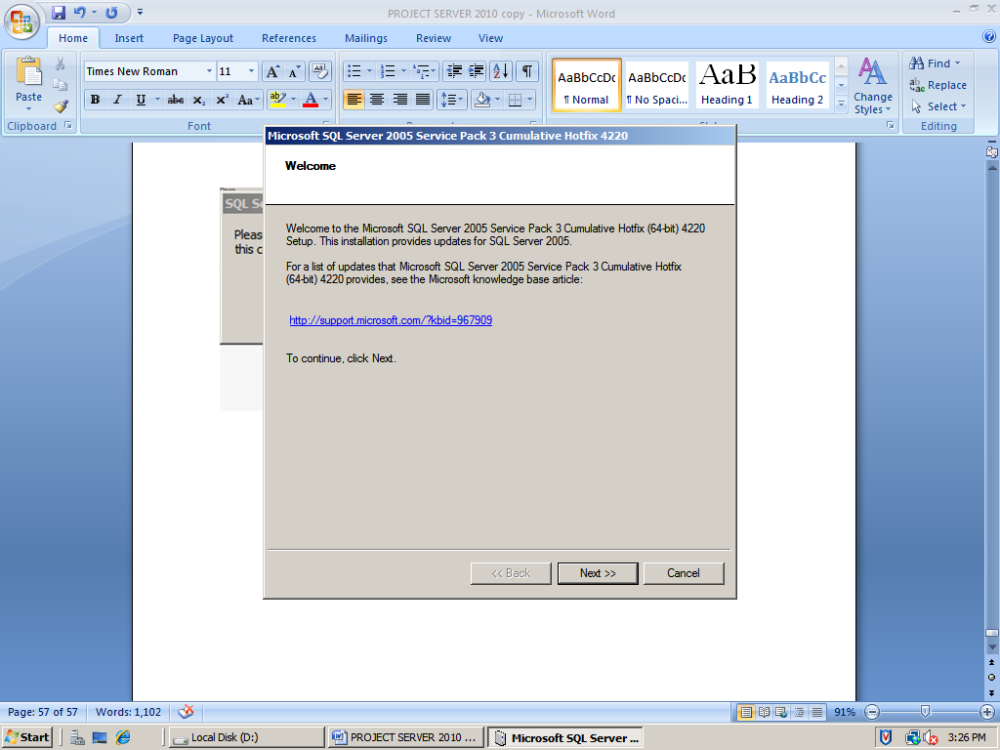 PROJECT SERVER 2010 copy - Microsoft Word
Home Insert Page Layout References Mailings Review View
Paste
Clipboard
Times New Roman 11
B I U abc X₂ X² Aa ab A
Font
AaBbCcDc AaBbCcDc AaB AaBbCc
¶ Normal ¶ No Spaci... Heading 1 Heading 2
Change
Styles
Find
Replace
Select
Editing
SQL Se
Pleas
this c
Microsoft SQL Server 2005 Service Pack 3 Cumulative Hotfix 4220
Welcome
Welcome to the Microsoft SQL Server 2005 Service Pack 3 Cumulative Hotfix (64-bit) 4220
Setup. This installation provides updates for SQL Server 2005.
For a list of updates that Microsoft SQL Server 2005 Service Pack 3 Cumulative Hotfix
(64-bit) 4220 provides, see the Microsoft knowledge base article:
http://support.microsoft.com/?kbid=967909
To continue, click Next.
<< Back Next >> Cancel
Page: 57 of 57 Words: 1,102 91%
Start Local Disk (D:) PROJECT SERVER 2010 ... Microsoft SQL Server ... 3:26 PM